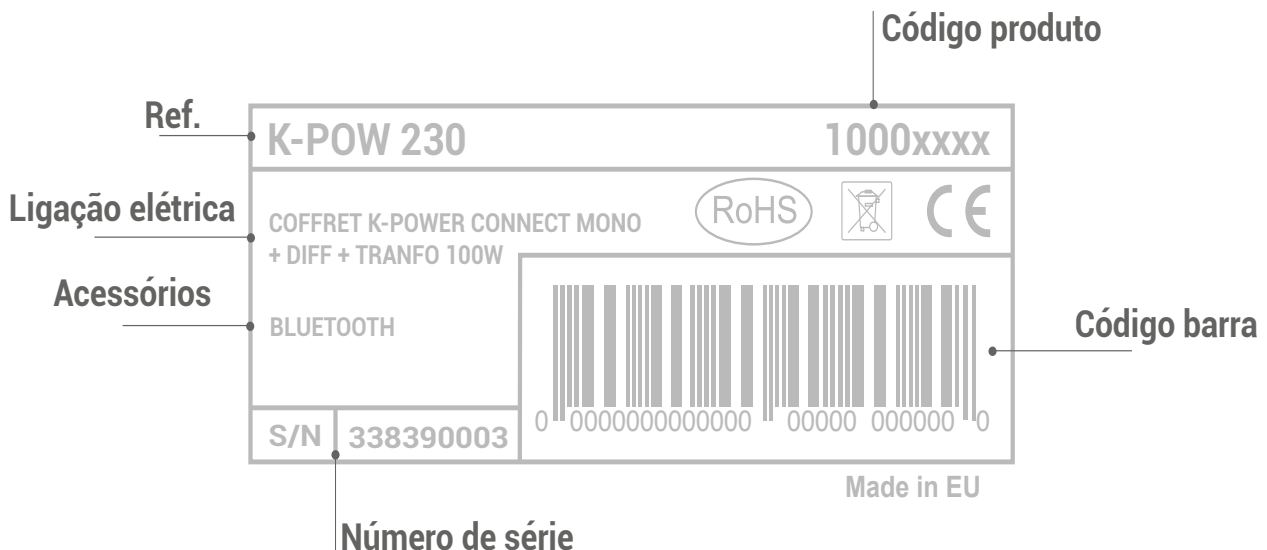 Código produto
Ref.
K-POW 230
1000xxxx
Ligação elétrica
COFFRET K-POWER CONNECT MONO
+ DIFF + TRANFO 100W
RoHS
CE
Acessórios
BLUETOOTH
Código barra
0 0000000000000 00000 000000 0
S/N 338390003
Made in EU
Número de série